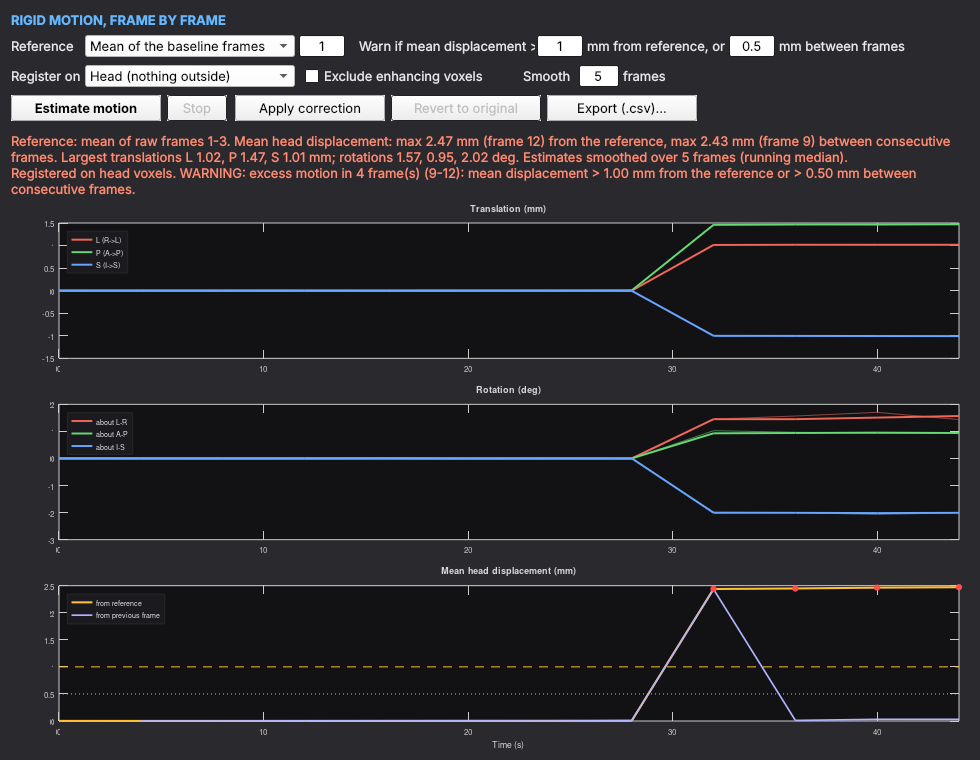 RIGID MOTION, FRAME BY FRAME
Reference Mean of the baseline frames 1 Warn if mean displacement > 1 mm from reference, or 0.5 mm between frames
Register on Head (nothing outside) Exclude enhancing voxels Smooth 5 frames
Estimate motion Stop Apply correction Revert to original Export (.csv)...
Reference: mean of raw frames 1-3. Mean head displacement: max 2.47 mm (frame 12) from the reference, max 2.43 mm (frame 9) between consecutive
frames. Largest translations L 1.02, P 1.47, S 1.01 mm; rotations 1.57, 0.95, 2.02 deg. Estimates smoothed over 5 frames (running median).
Registered on head voxels. WARNING: excess motion in 4 frame(s) (9-12): mean displacement > 1.00 mm from the reference or > 0.50 mm between
consecutive frames.
Translation (mm)
1.5
L (R->L)
P (A->P)
0.5
S (I->S)
0
-0.5
-1
-1.5
0 10 20 30 40
Rotation (deg)
2
about L-R
about A-P
about I-S
0
-1
-2
-3
0 10 20 30 40
Mean head displacement (mm)
2.5
from reference
2
from previous frame
1.5
0.5
0
0 10 20 30 40
Time (s)